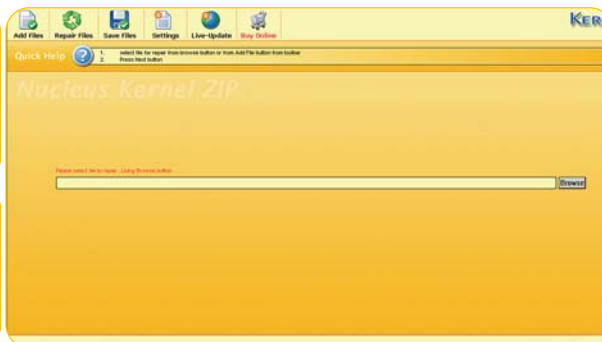 KER
Add Files Repair Files Save Files Settings Live-Update Buy Online
Quick Help ?
1. select file for reper from browse button or from Add File button from toolbar
2. Press Next button
Nucleus Kernel ZIP
Please select file to repair , Using Browse button
Browse